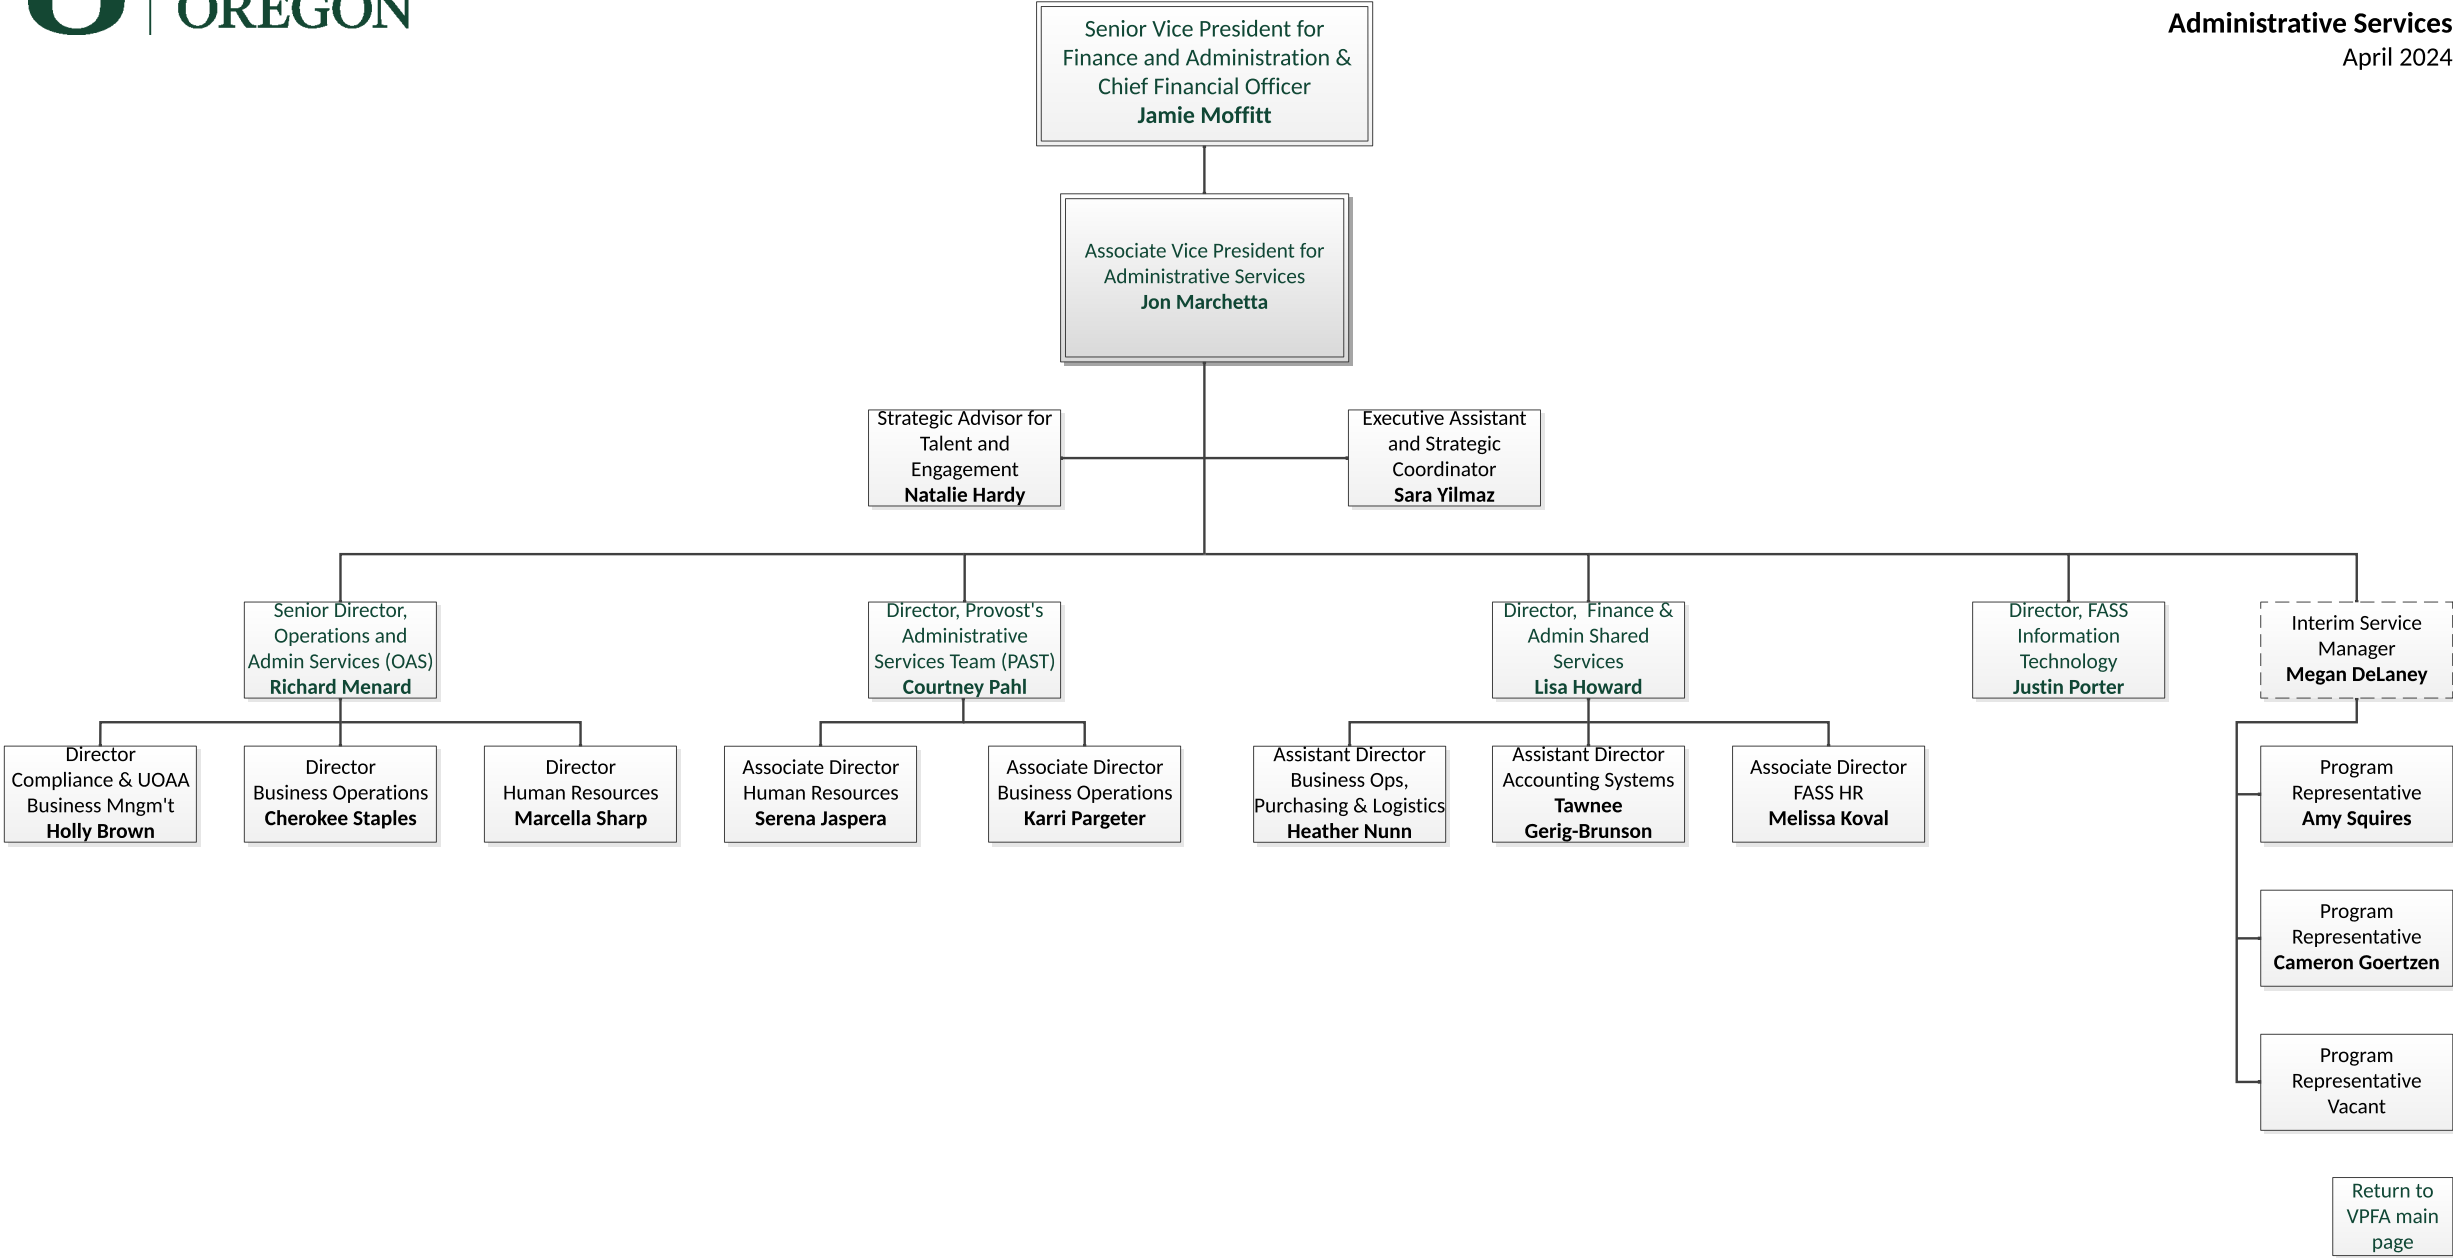 OREGON
Administrative Services
April 2024
Senior Vice President for
Finance and Administration &
Chief Financial Officer
Jamie Moffitt
Associate Vice President for
Administrative Services
Jon Marchetta
Strategic Advisor for
Talent and
Engagement
Natalie Hardy
Executive Assistant
and Strategic
Coordinator
Sara Yilmaz
Senior Director,
Operations and
Admin Services (OAS)
Richard Menard
Director, Provost's
Administrative
Services Team (PAST)
Courtney Pahl
Director, Finance &
Admin Shared
Services
Lisa Howard
Director, FASS
Information
Technology
Justin Porter
Interim Service
Manager
Megan DeLaney
Director
Compliance & UOAA
Business Mngm't
Holly Brown
Director
Business Operations
Cherokee Staples
Director
Human Resources
Marcella Sharp
Associate Director
Human Resources
Serena Jaspera
Associate Director
Business Operations
Karri Pargeter
Assistant Director
Business Ops,
Purchasing & Logistics
Heather Nunn
Assistant Director
Accounting Systems
Tawnee
Gerig-Brunson
Associate Director
FASS HR
Melissa Koval
Program
Representative
Amy Squires
Program
Representative
Cameron Goertzen
Program
Representative
Vacant
Return to
VPFA main
page